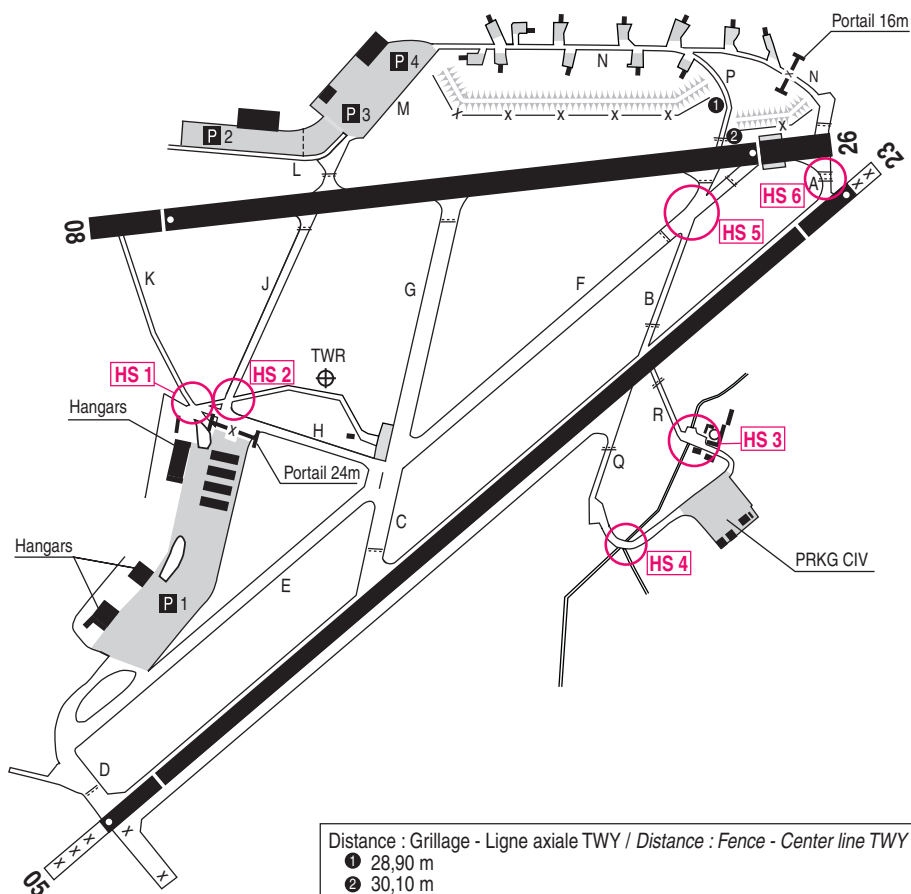 Portail 16m
P 4
N
P
N
M
P 3
1
P 2
2
26
L
A
23
HS 6
08
HS 5
K
J
G
F
B
TWR
HS 1
HS 2
Hangars
R
H
HS 3
Portail 24m
I
Q
C
HS 4
Hangars
E
PRKG CIV
P 1
D
05
Distance : Grillage - Ligne axiale TWY / Distance : Fence - Center line TWY
1 28,90 m
2 30,10 m